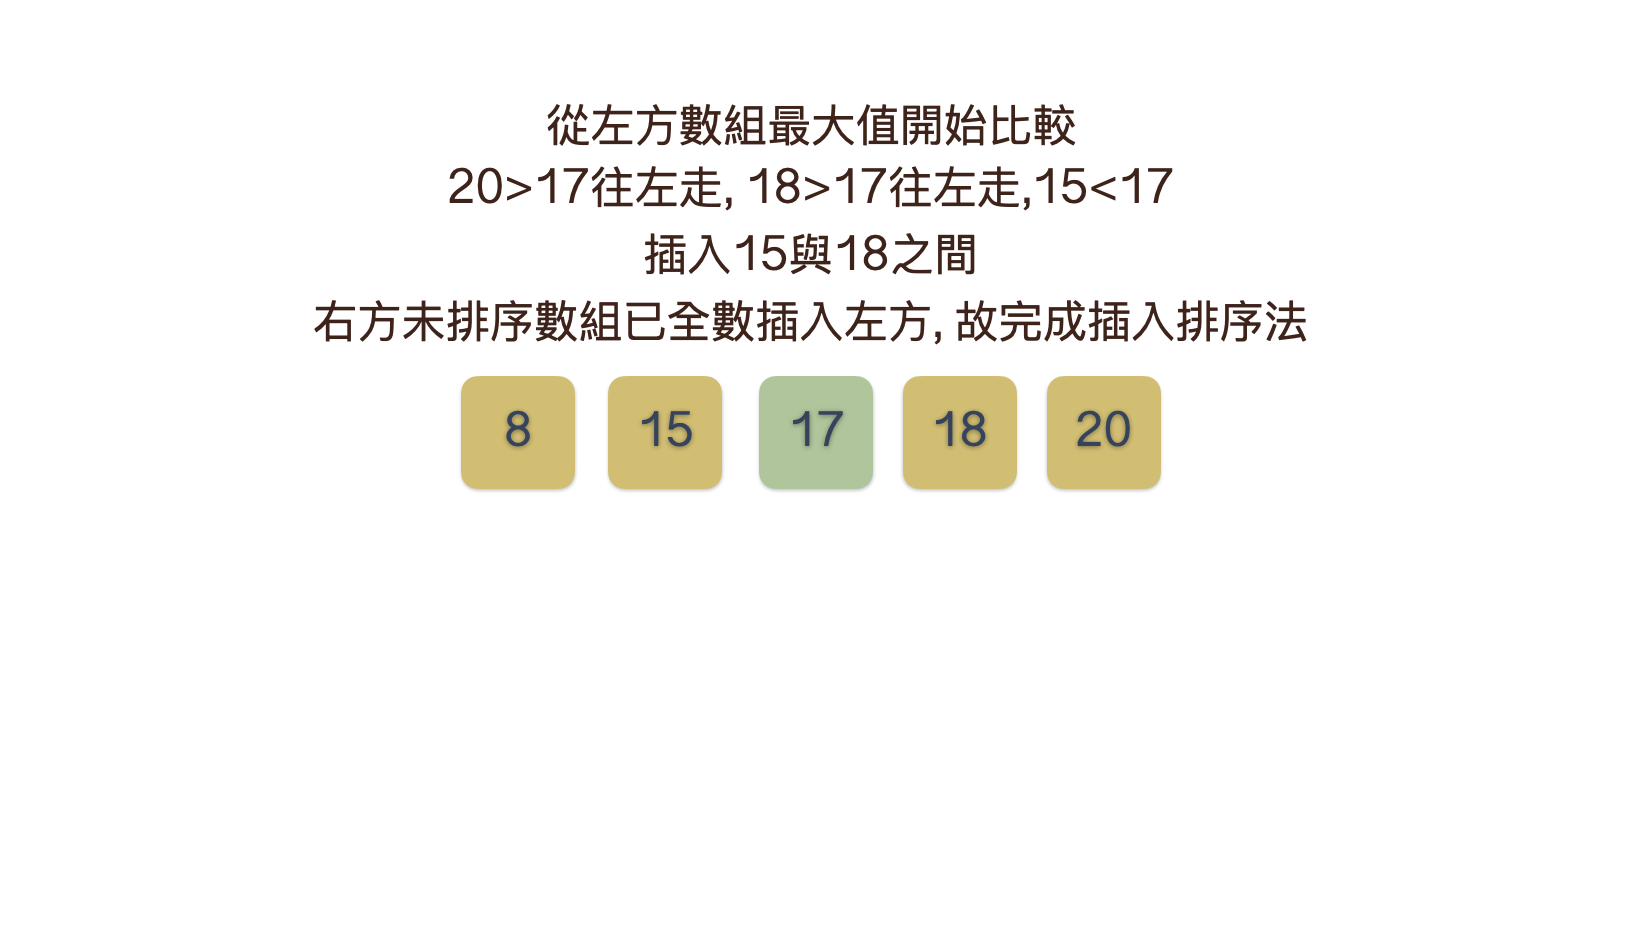 從左方數組最大值開始比較
20>17往左走, 18>17往左走,15<17
插入15與18之間
右方未排序數組已全數插入左方, 故完成插入排序法
8 15 17 18 20